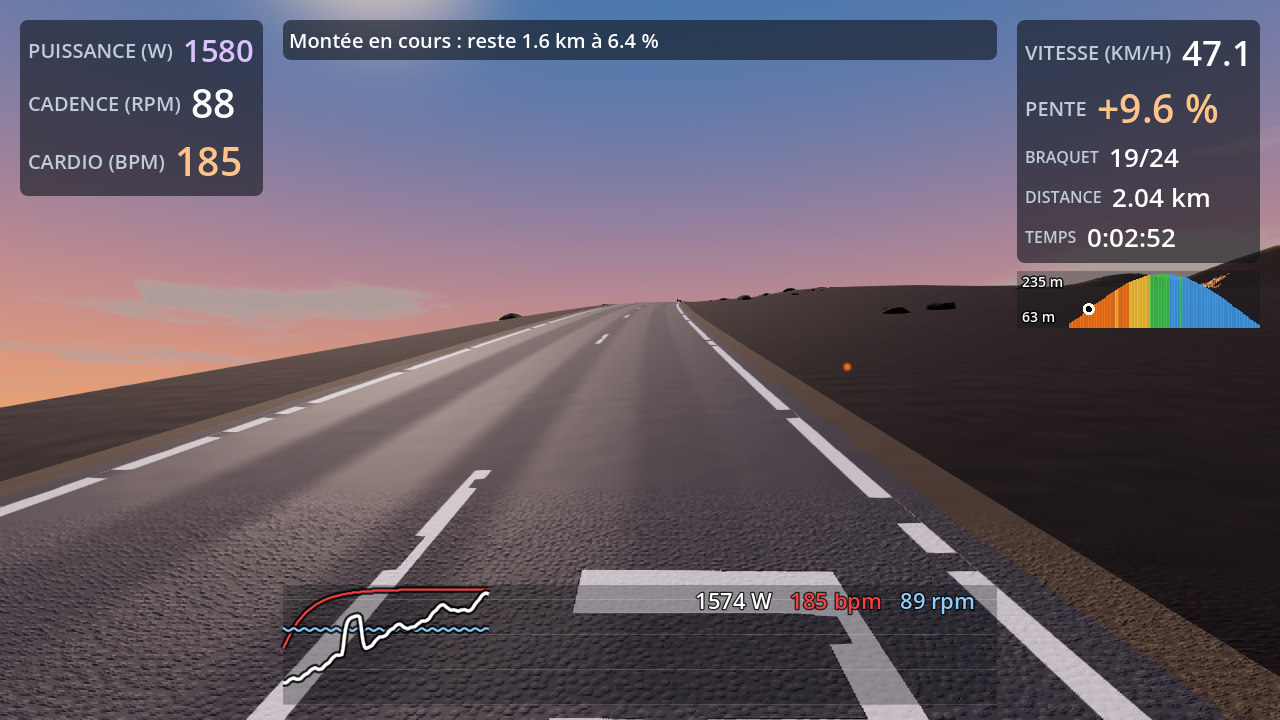 PUISSANCE (W) 1580
CADENCE (RPM) 88
CARDIO (BPM) 185
Montée en cours : reste 1.6 km à 6.4 %
VITESSE (KM/H) 47.1
PENTE +9.6 %
BRAQUET 19/24
DISTANCE 2.04 km
TEMPS 0:02:52
235 m
63 m
1574 W 185 bpm 89 rpm